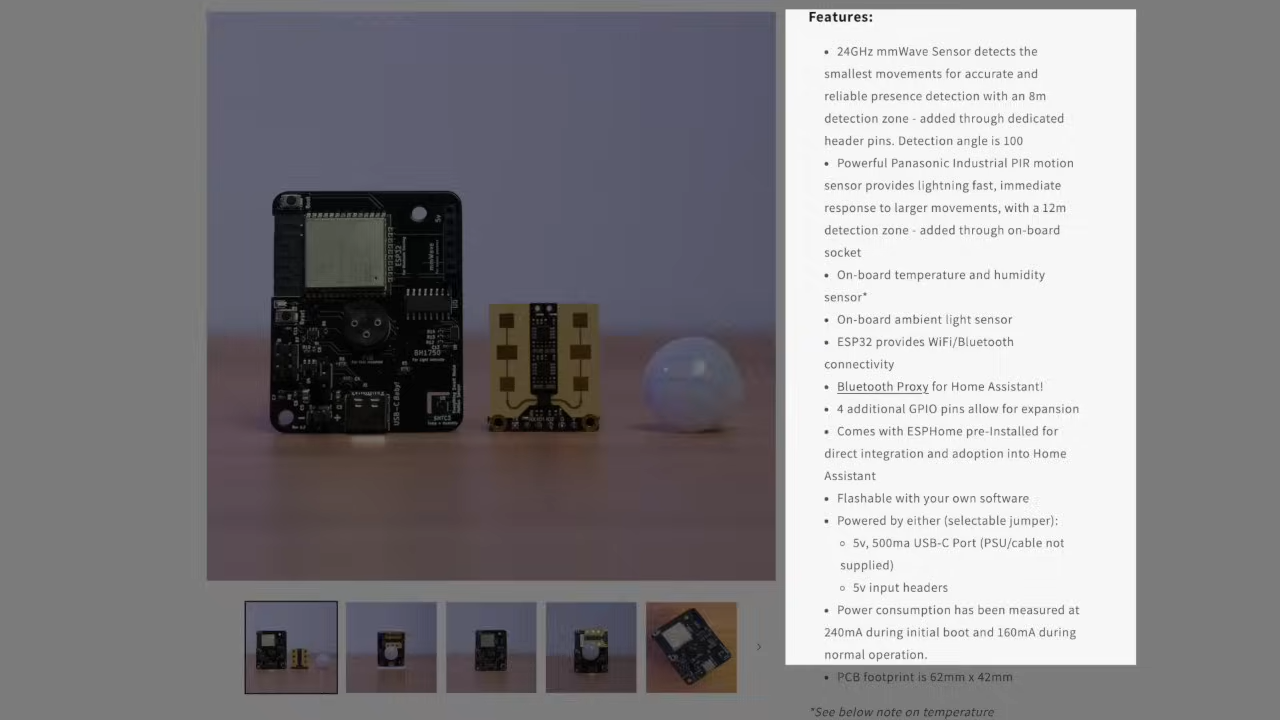 Features:
• 24GHz mmWave Sensor detects the
smallest movements for accurate and
reliable presence detection with an 8m
detection zone - added through dedicated
header pins. Detection angle is 100
• Powerful Panasonic Industrial PIR motion
sensor provides lightning fast, immediate
response to larger movements, with a 12m
detection zone - added through on-board
socket
• On-board temperature and humidity
sensor*
• On-board ambient light sensor
• ESP32 provides WiFi/Bluetooth
connectivity
• Bluetooth Proxy for Home Assistant!
• 4 additional GPIO pins allow for expansion
• Comes with ESPHome pre-Installed for
direct integration and adoption into Home
Assistant
• Flashable with your own software
• Powered by either (selectable jumper):
◦ 5v, 500ma USB-C Port (PSU/cable not
supplied)
◦ 5v input headers
• Power consumption has been measured at
240mA during initial boot and 160mA during
normal operation.
• PCB footprint is 62mm x 42mm
*See below note on temperature
5v
ESP32
mmWave
BH1750
USB-C Baby!
SHTC3